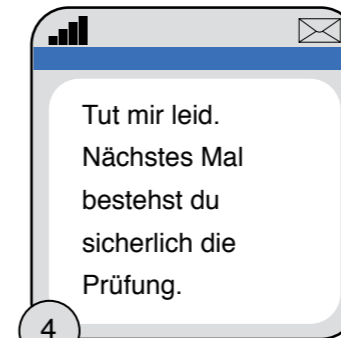 Tut mir leid.
Nächstes Mal
bestehst du
sicherlich die
Prüfung.
4